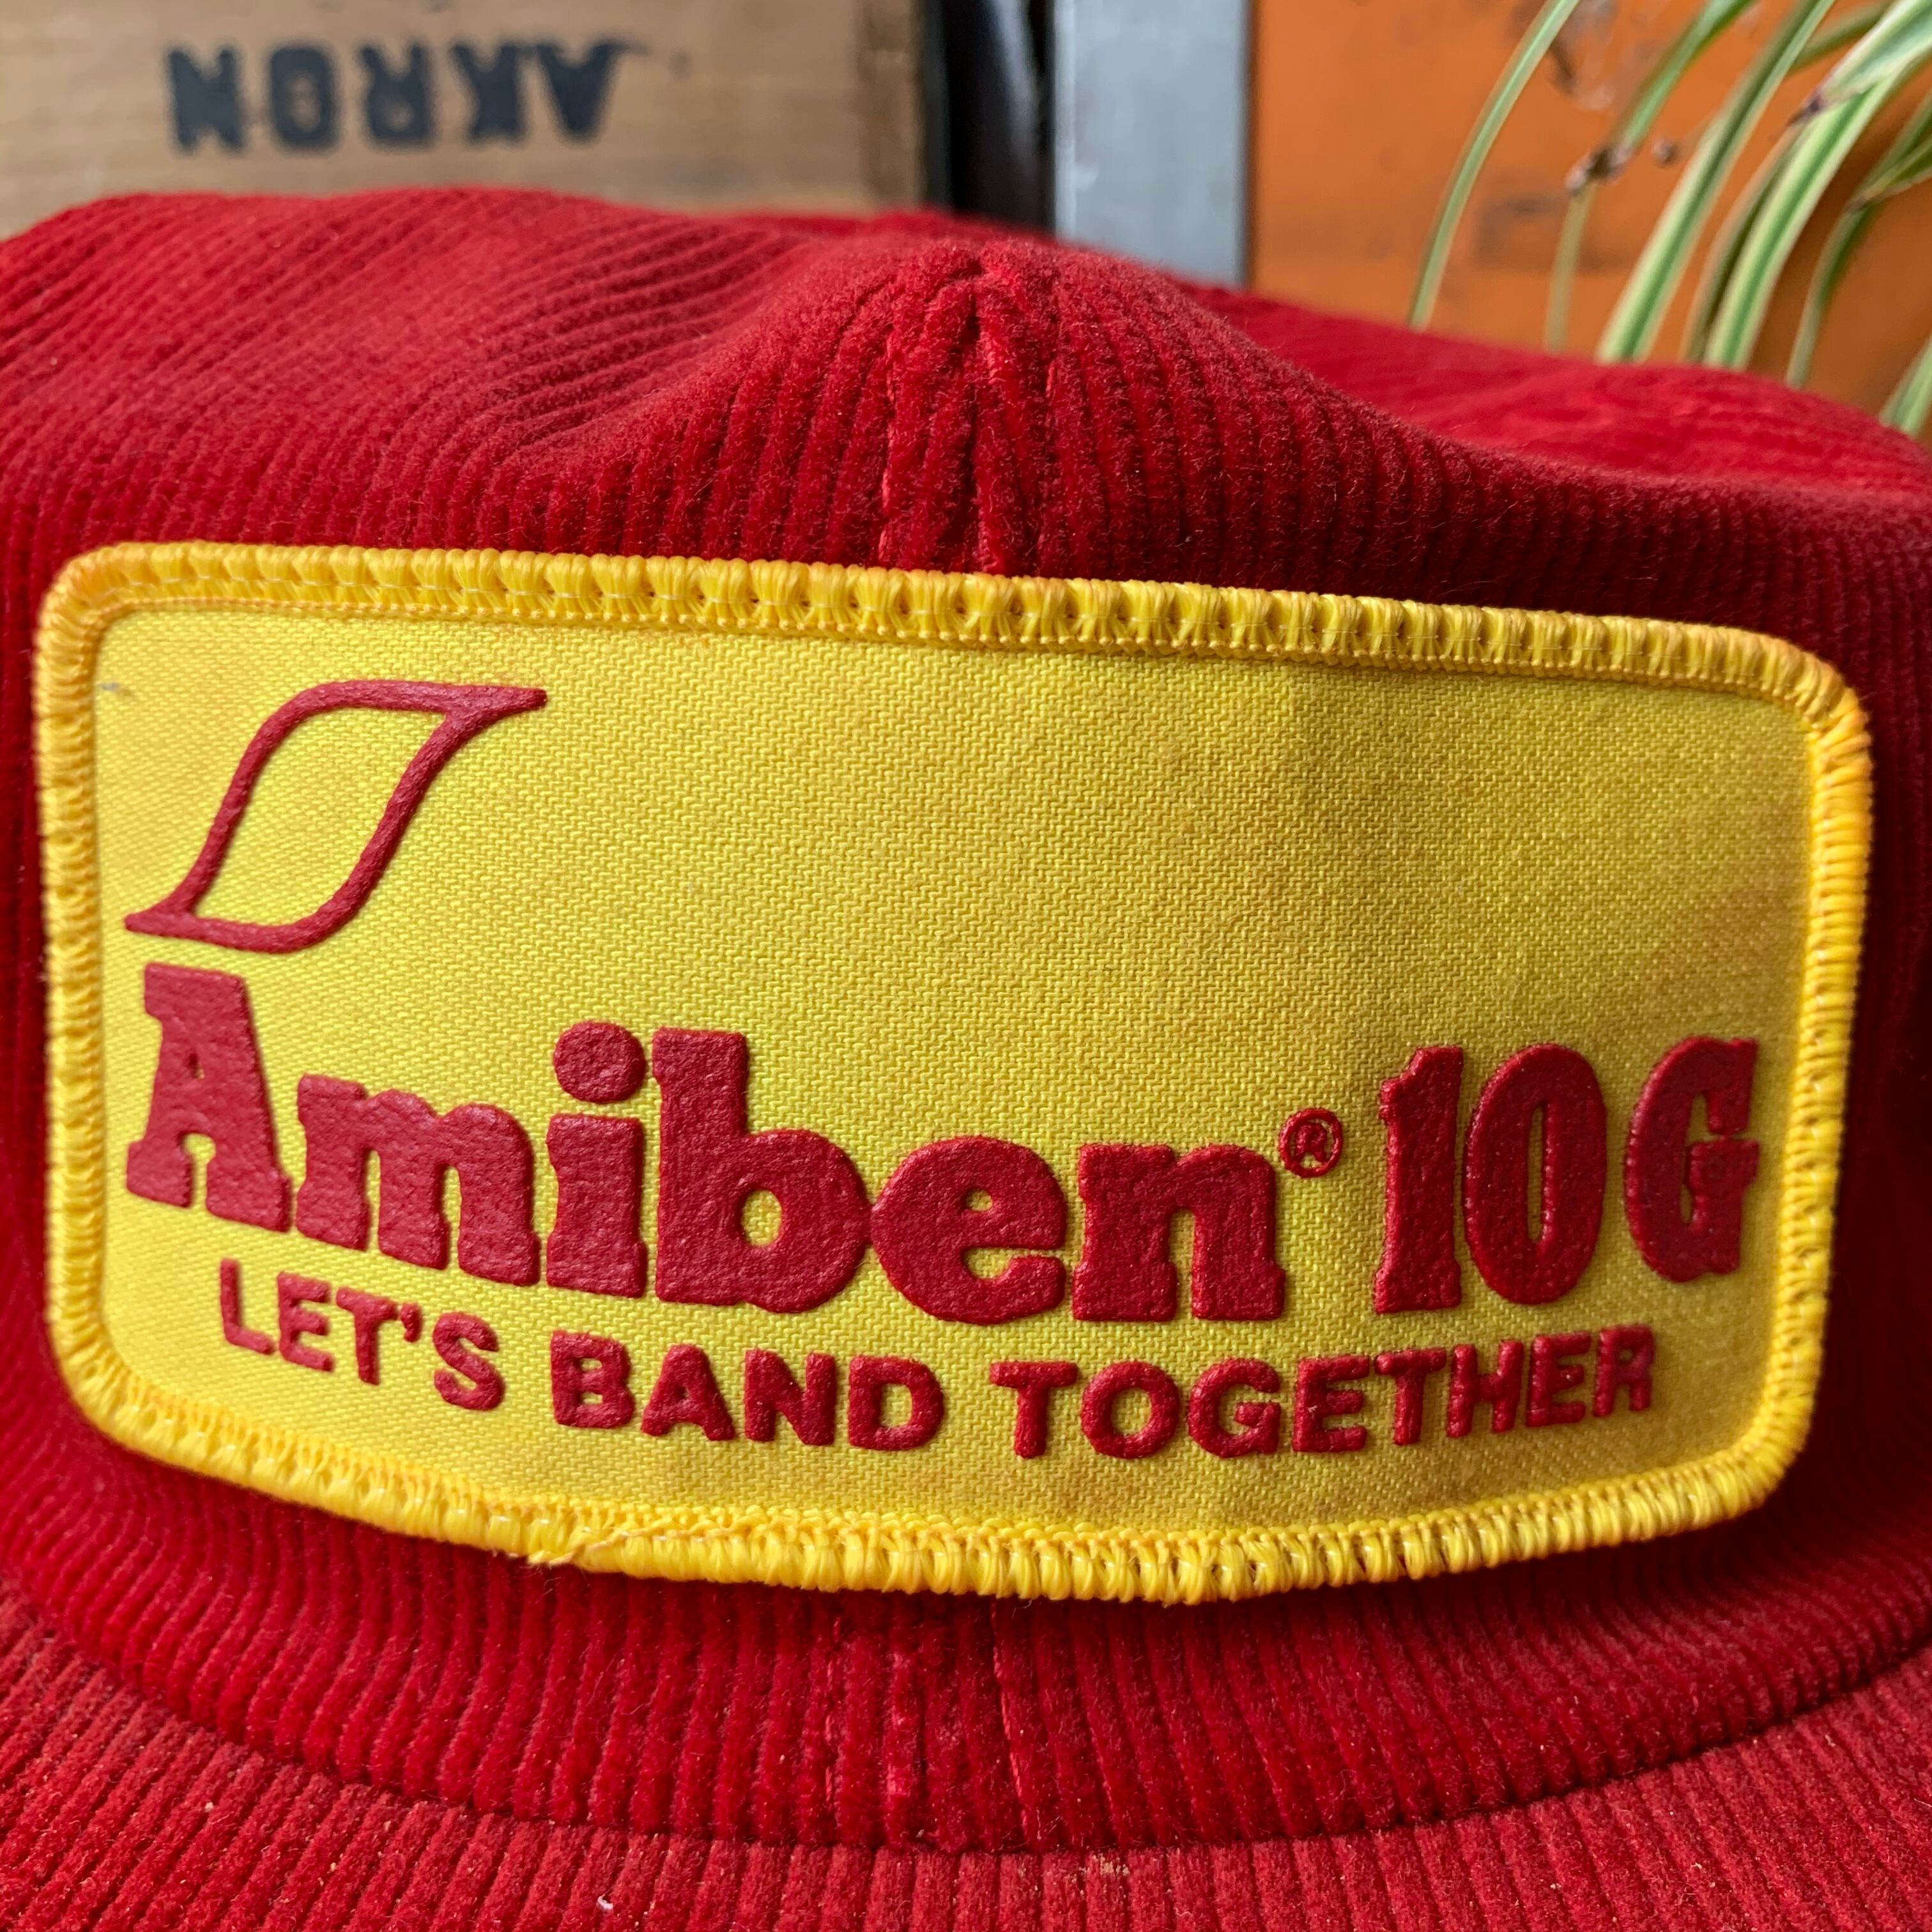 AKRON
Amiben® 10G
LET'S BAND TOGETHER